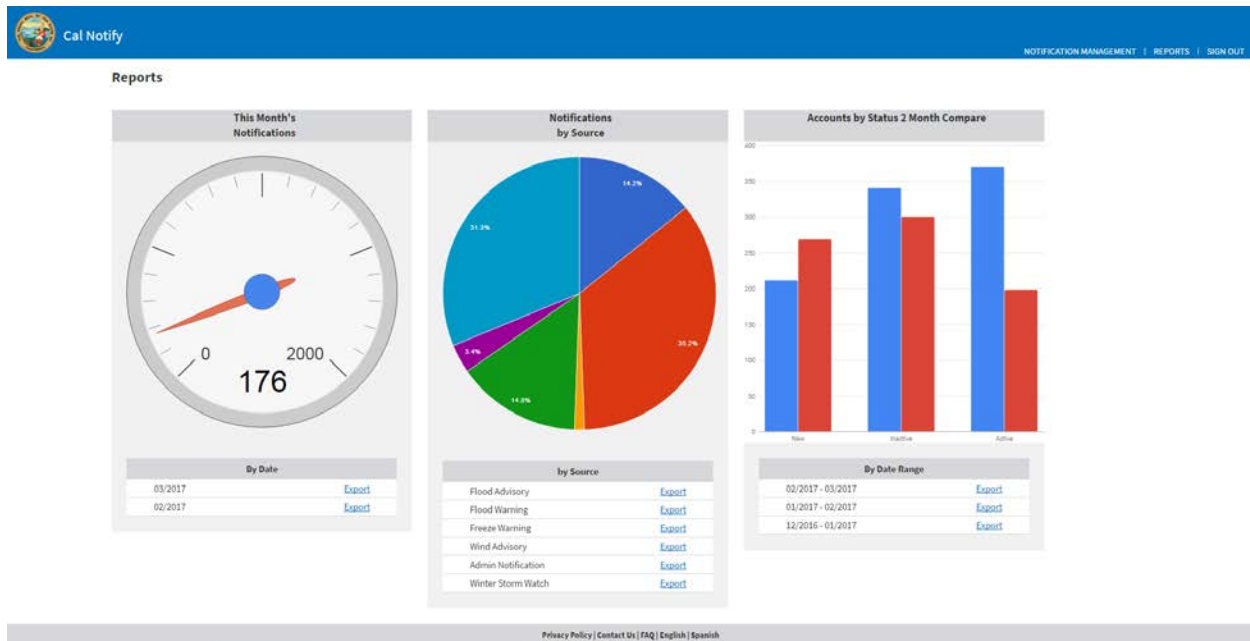 Cal Notify
NOTIFICATION MANAGEMENT | REPORTS | SIGN OUT
Reports
This Month's
Notifications
0
2000
176
By Date
03/2017 Export
02/2017 Export
Notifications
by Source
14.2%
31.3%
35.2%
3.4%
14.8%
by Source
Flood Advisory Export
Flood Warning Export
Freeze Warning Export
Wind Advisory Export
Admin Notification Export
Winter Storm Watch Export
Accounts by Status 2 Month Compare
400
350
300
250
200
150
100
50
0
New Inactive Active
By Date Range
02/2017 - 03/2017 Export
01/2017 - 02/2017 Export
12/2016 - 01/2017 Export
Privacy Policy | Contact Us | FAQ | English | Spanish